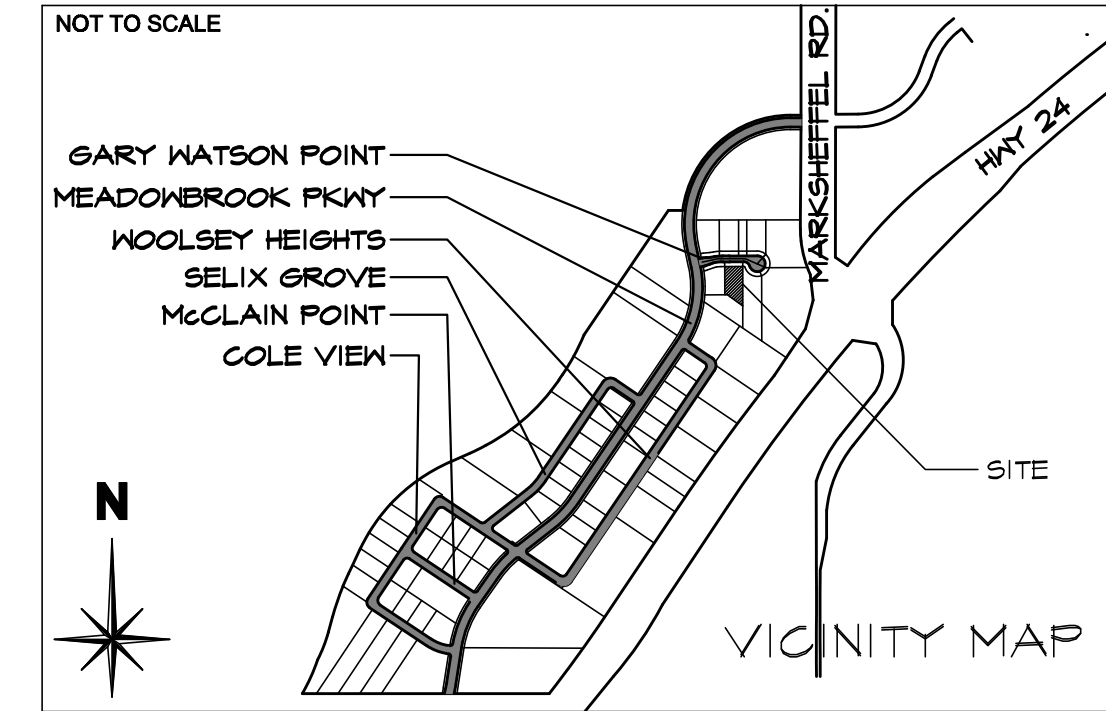 NOT TO SCALE
MARKSHEFFEL RD.
HWY 24
GARY WATSON POINT
MEADOWBROOK PKWY
WOOLSEY HEIGHTS
SELIX GROVE
McCLAIN POINT
COLE VIEW
SITE
N
VICINITY MAP